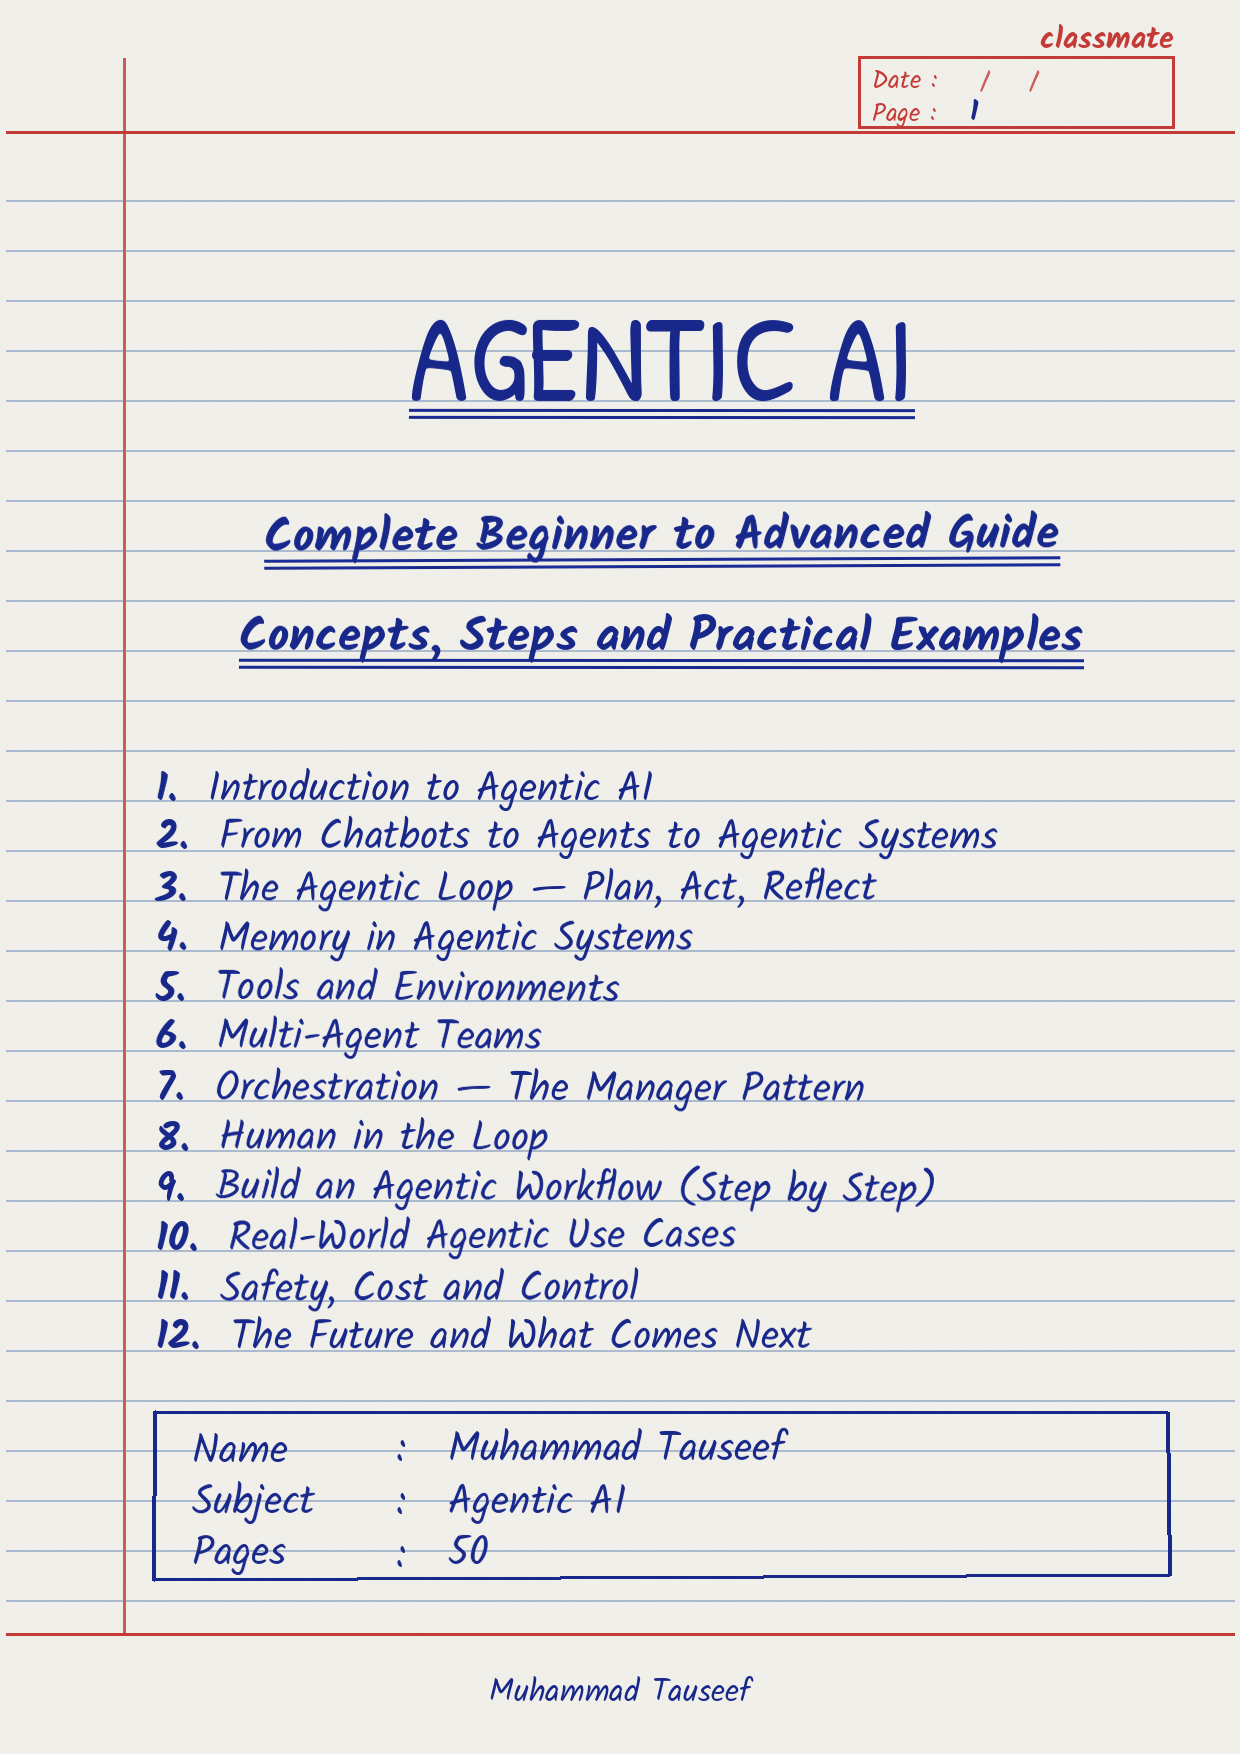 classmate
Date : / /
Page : 1
AGENTIC AI
Complete Beginner to Advanced Guide
Concepts, Steps and Practical Examples
1. Introduction to Agentic AI
2. From Chatbots to Agents to Agentic Systems
3. The Agentic Loop — Plan, Act, Reflect
4. Memory in Agentic Systems
5. Tools and Environments
6. Multi-Agent Teams
7. Orchestration — The Manager Pattern
8. Human in the Loop
9. Build an Agentic Workflow (Step by Step)
10. Real-World Agentic Use Cases
11. Safety, Cost and Control
12. The Future and What Comes Next
Name : Muhammad Tauseef
Subject : Agentic AI
Pages : 50
Muhammad Tauseef